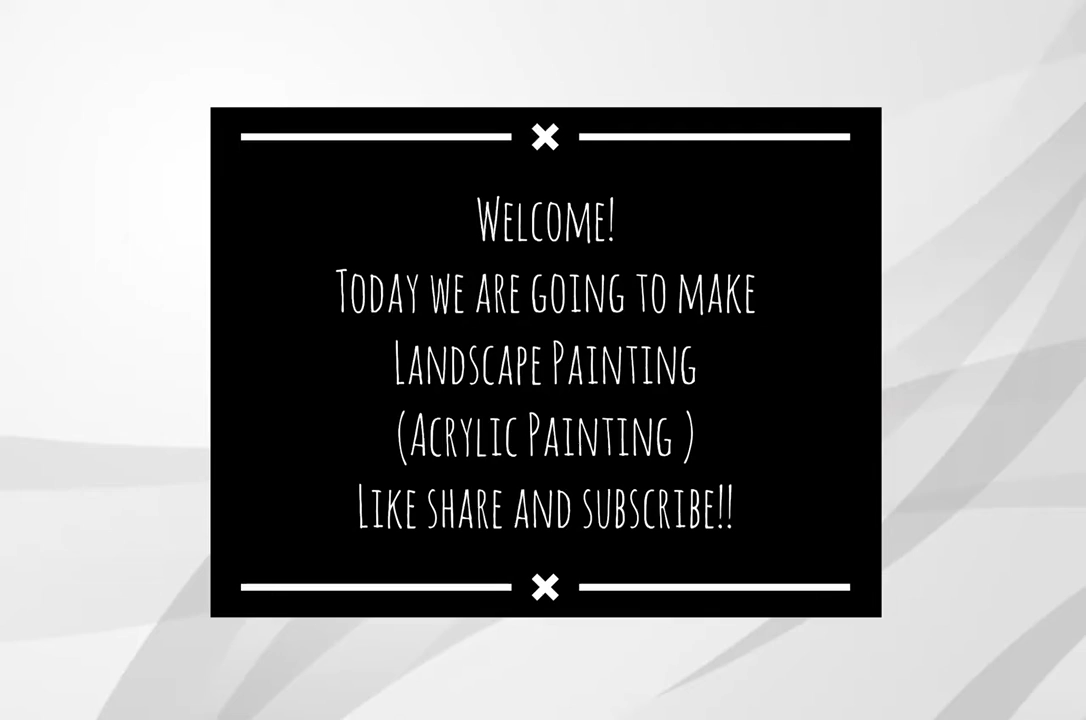 Welcome!
Today we are going to make
Landscape Painting
(Acrylic Painting )
Like share and subscribe!!